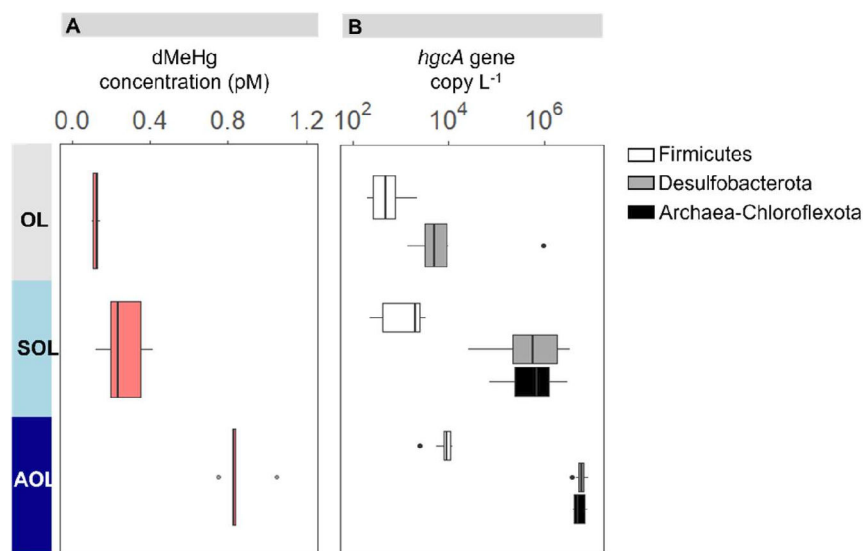 A
B
dMeHg
concentration (pM)
hgcA gene
copy L⁻¹
0.0 0.4 0.8 1.2
10² 10⁴ 10⁶
Firmicutes
Desulfobacterota
Archaea-Chloroflexota
OL
SOL
AOL